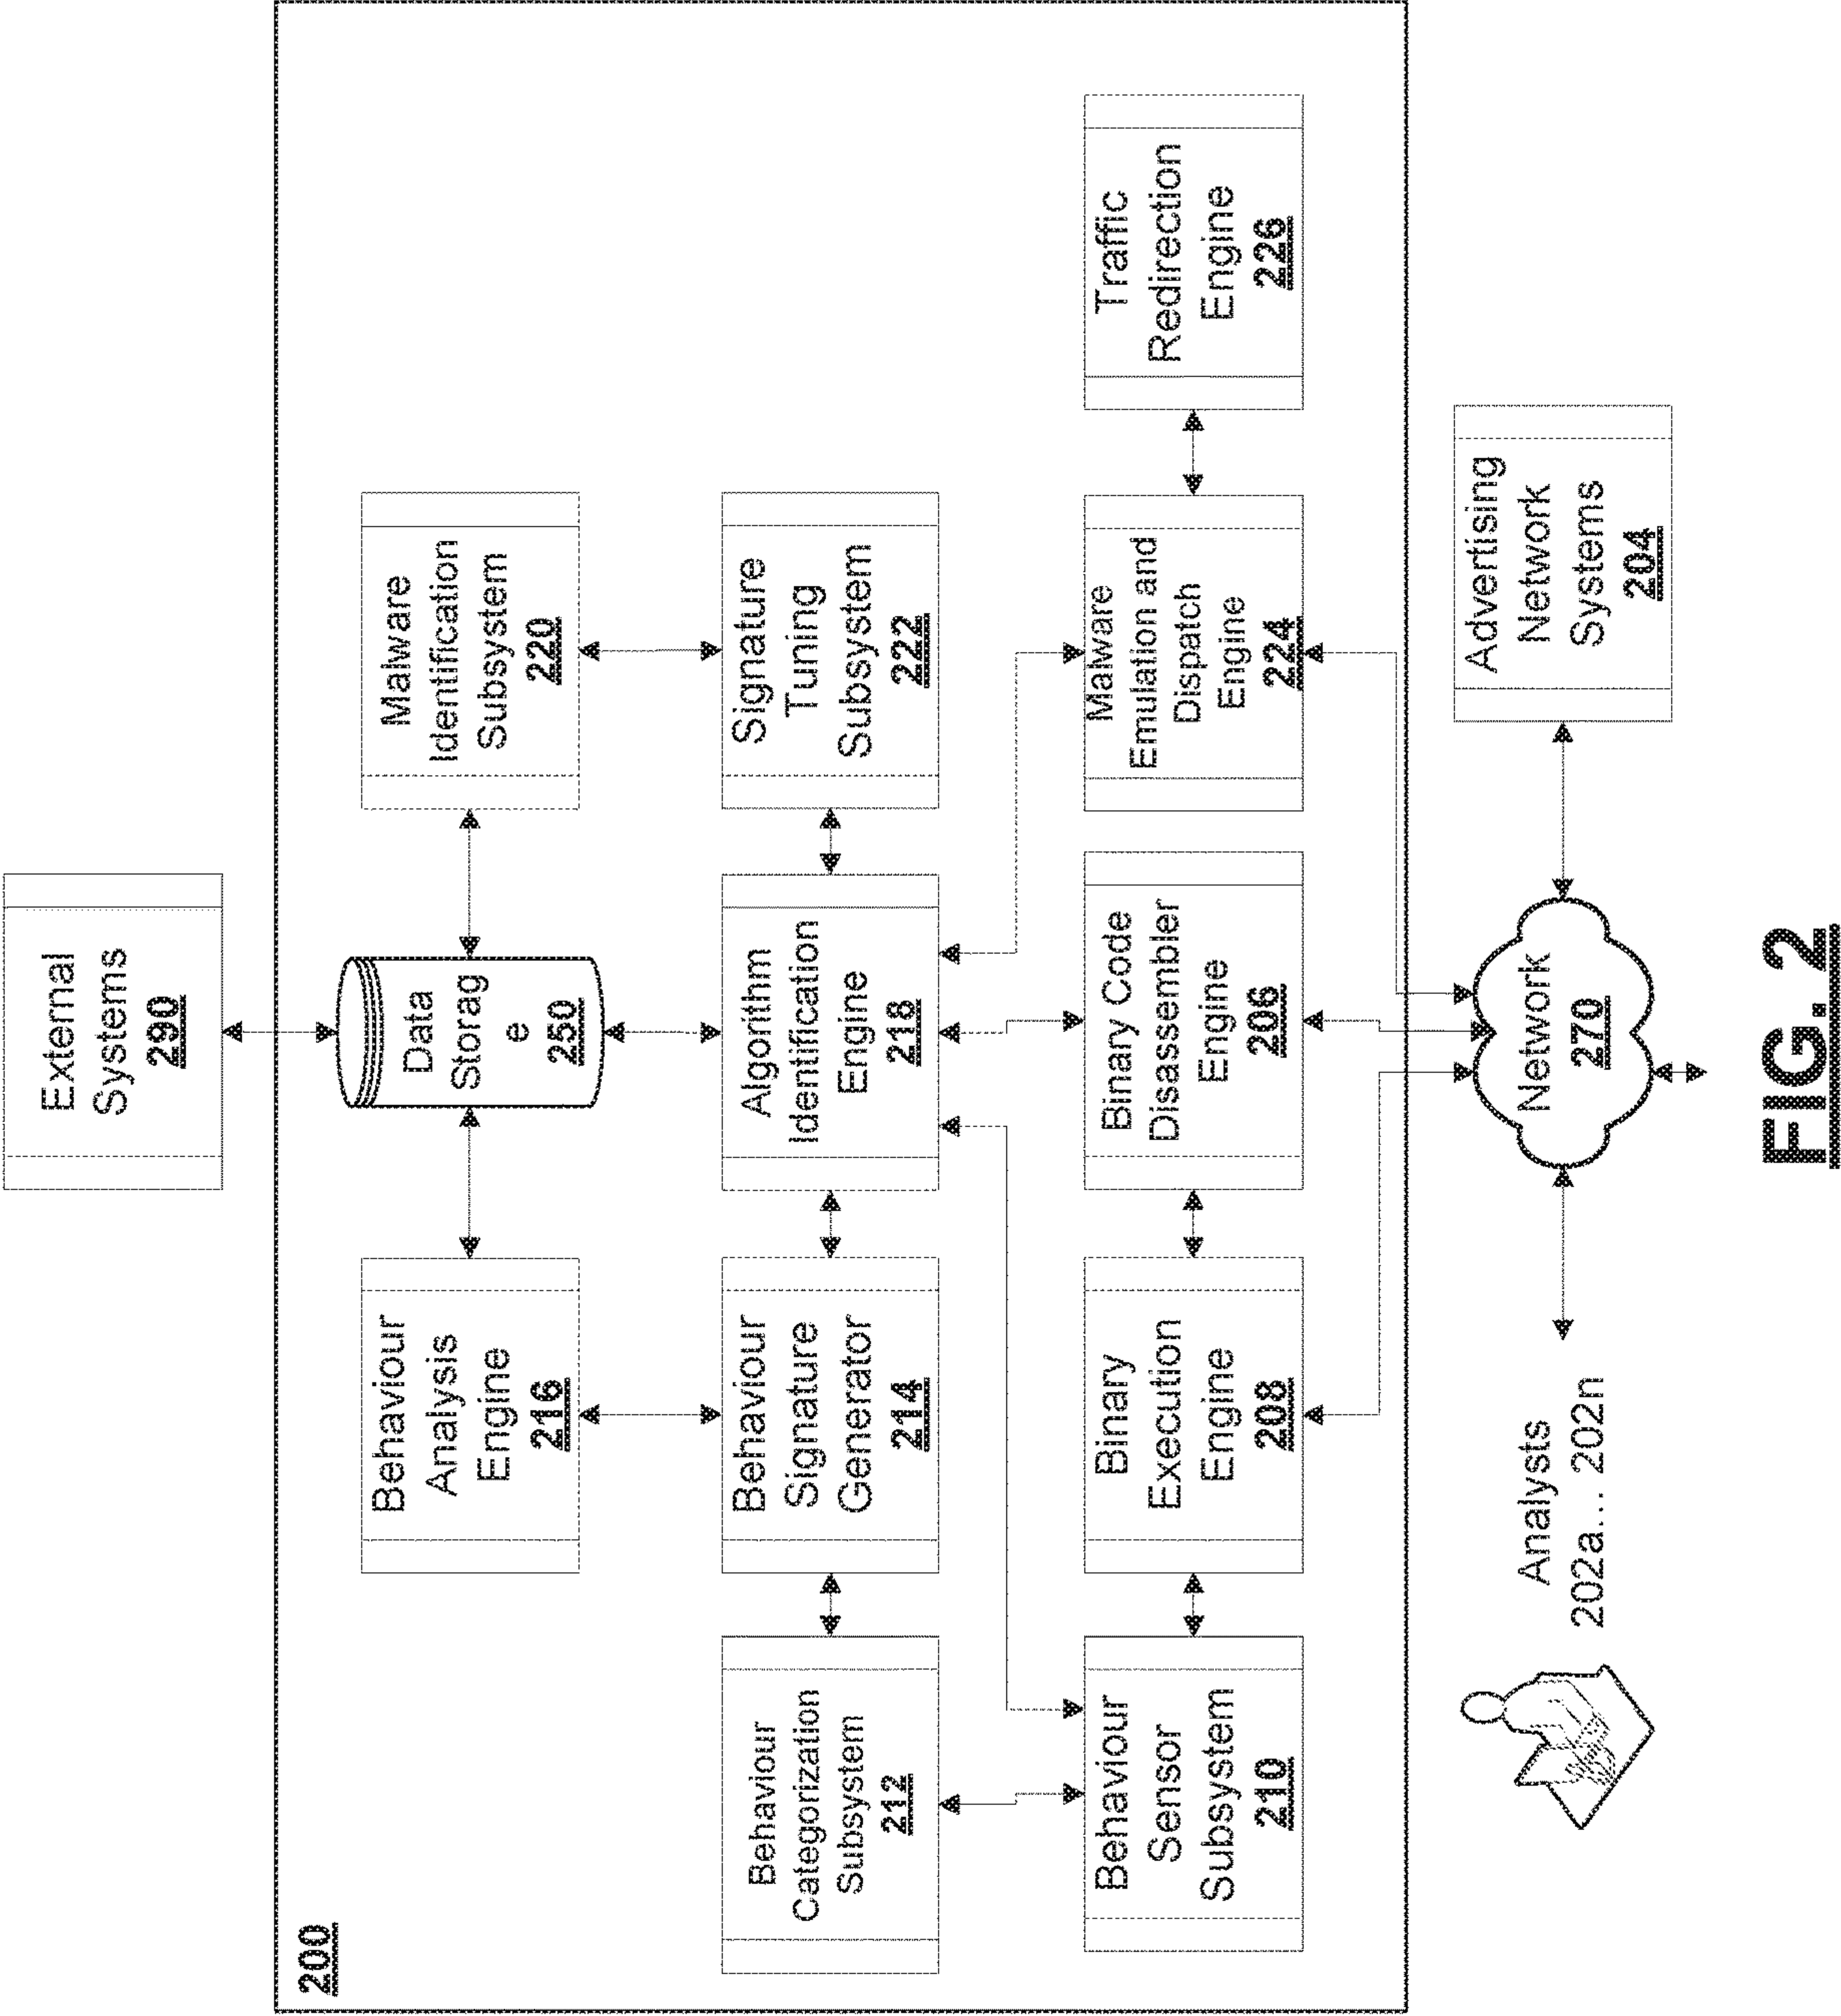 200
External
Systems
290
Behaviour
Analysis
Engine
216
Data
Storag
e
250
Malware
Identification
Subsystem
220
Behaviour
Categorization
Subsystem
212
Behaviour
Signature
Generator
214
Algorithm
Identification
Engine
218
Signature
Tuning
Subsystem
222
Behaviour
Sensor
Subsystem
210
Binary
Execution
Engine
208
Binary Code
Disassembler
Engine
206
Malware
Emulation and
Dispatch
Engine
224
Traffic
Redirection
Engine
226
Analysts
202a... 202n
Network
270
Advertising
Network
Systems
204
FIG. 2